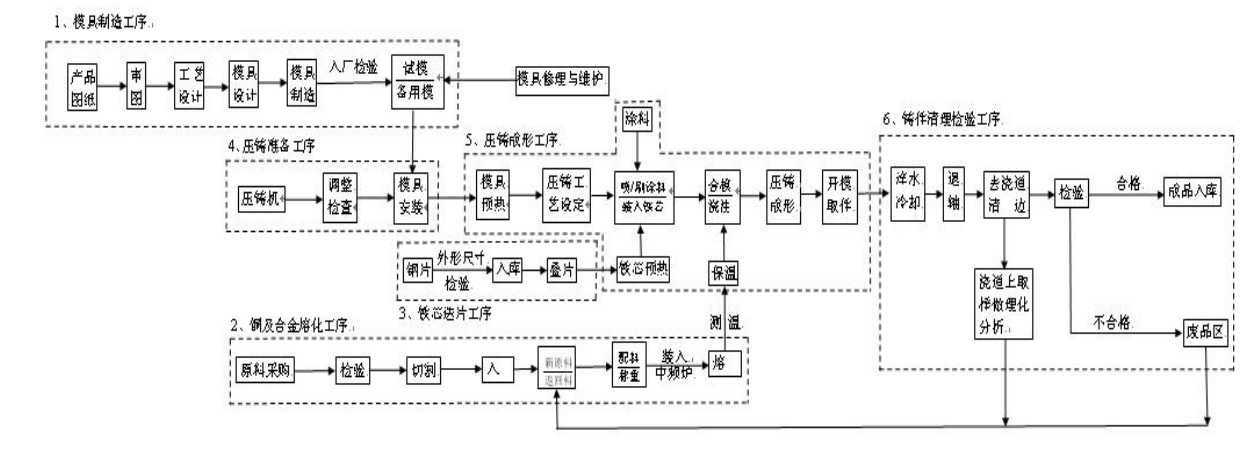 1、模具制造工序
产品
图纸
审
图
工艺
设计
模具
设计
模具
制造
入厂检验
试模
备用模
模具修理与维护
涂料
6、铸件清理检验工序
4、压铸准备工序
5、压铸成形工序
压铸机
调整
检查
模具
安装
模具
预热
压铸工
艺设定
喷/刷涂料
装入铁芯
合模
浇注
压铸
成形
开模
取件
淬水
冷却
退
轴
去浇道
清 边
检验
合格
成品入库
钢片
外形尺寸
检验
入库
叠片
铁芯预热
保温
浇道上取
样做理化
分析
不合格
废品区
3、铁芯迭片工序
2、铜及合金熔化工序
测 温
原料采购
检验
切割
入
新原料
返回料
配料
称重
装入
中频炉
熔